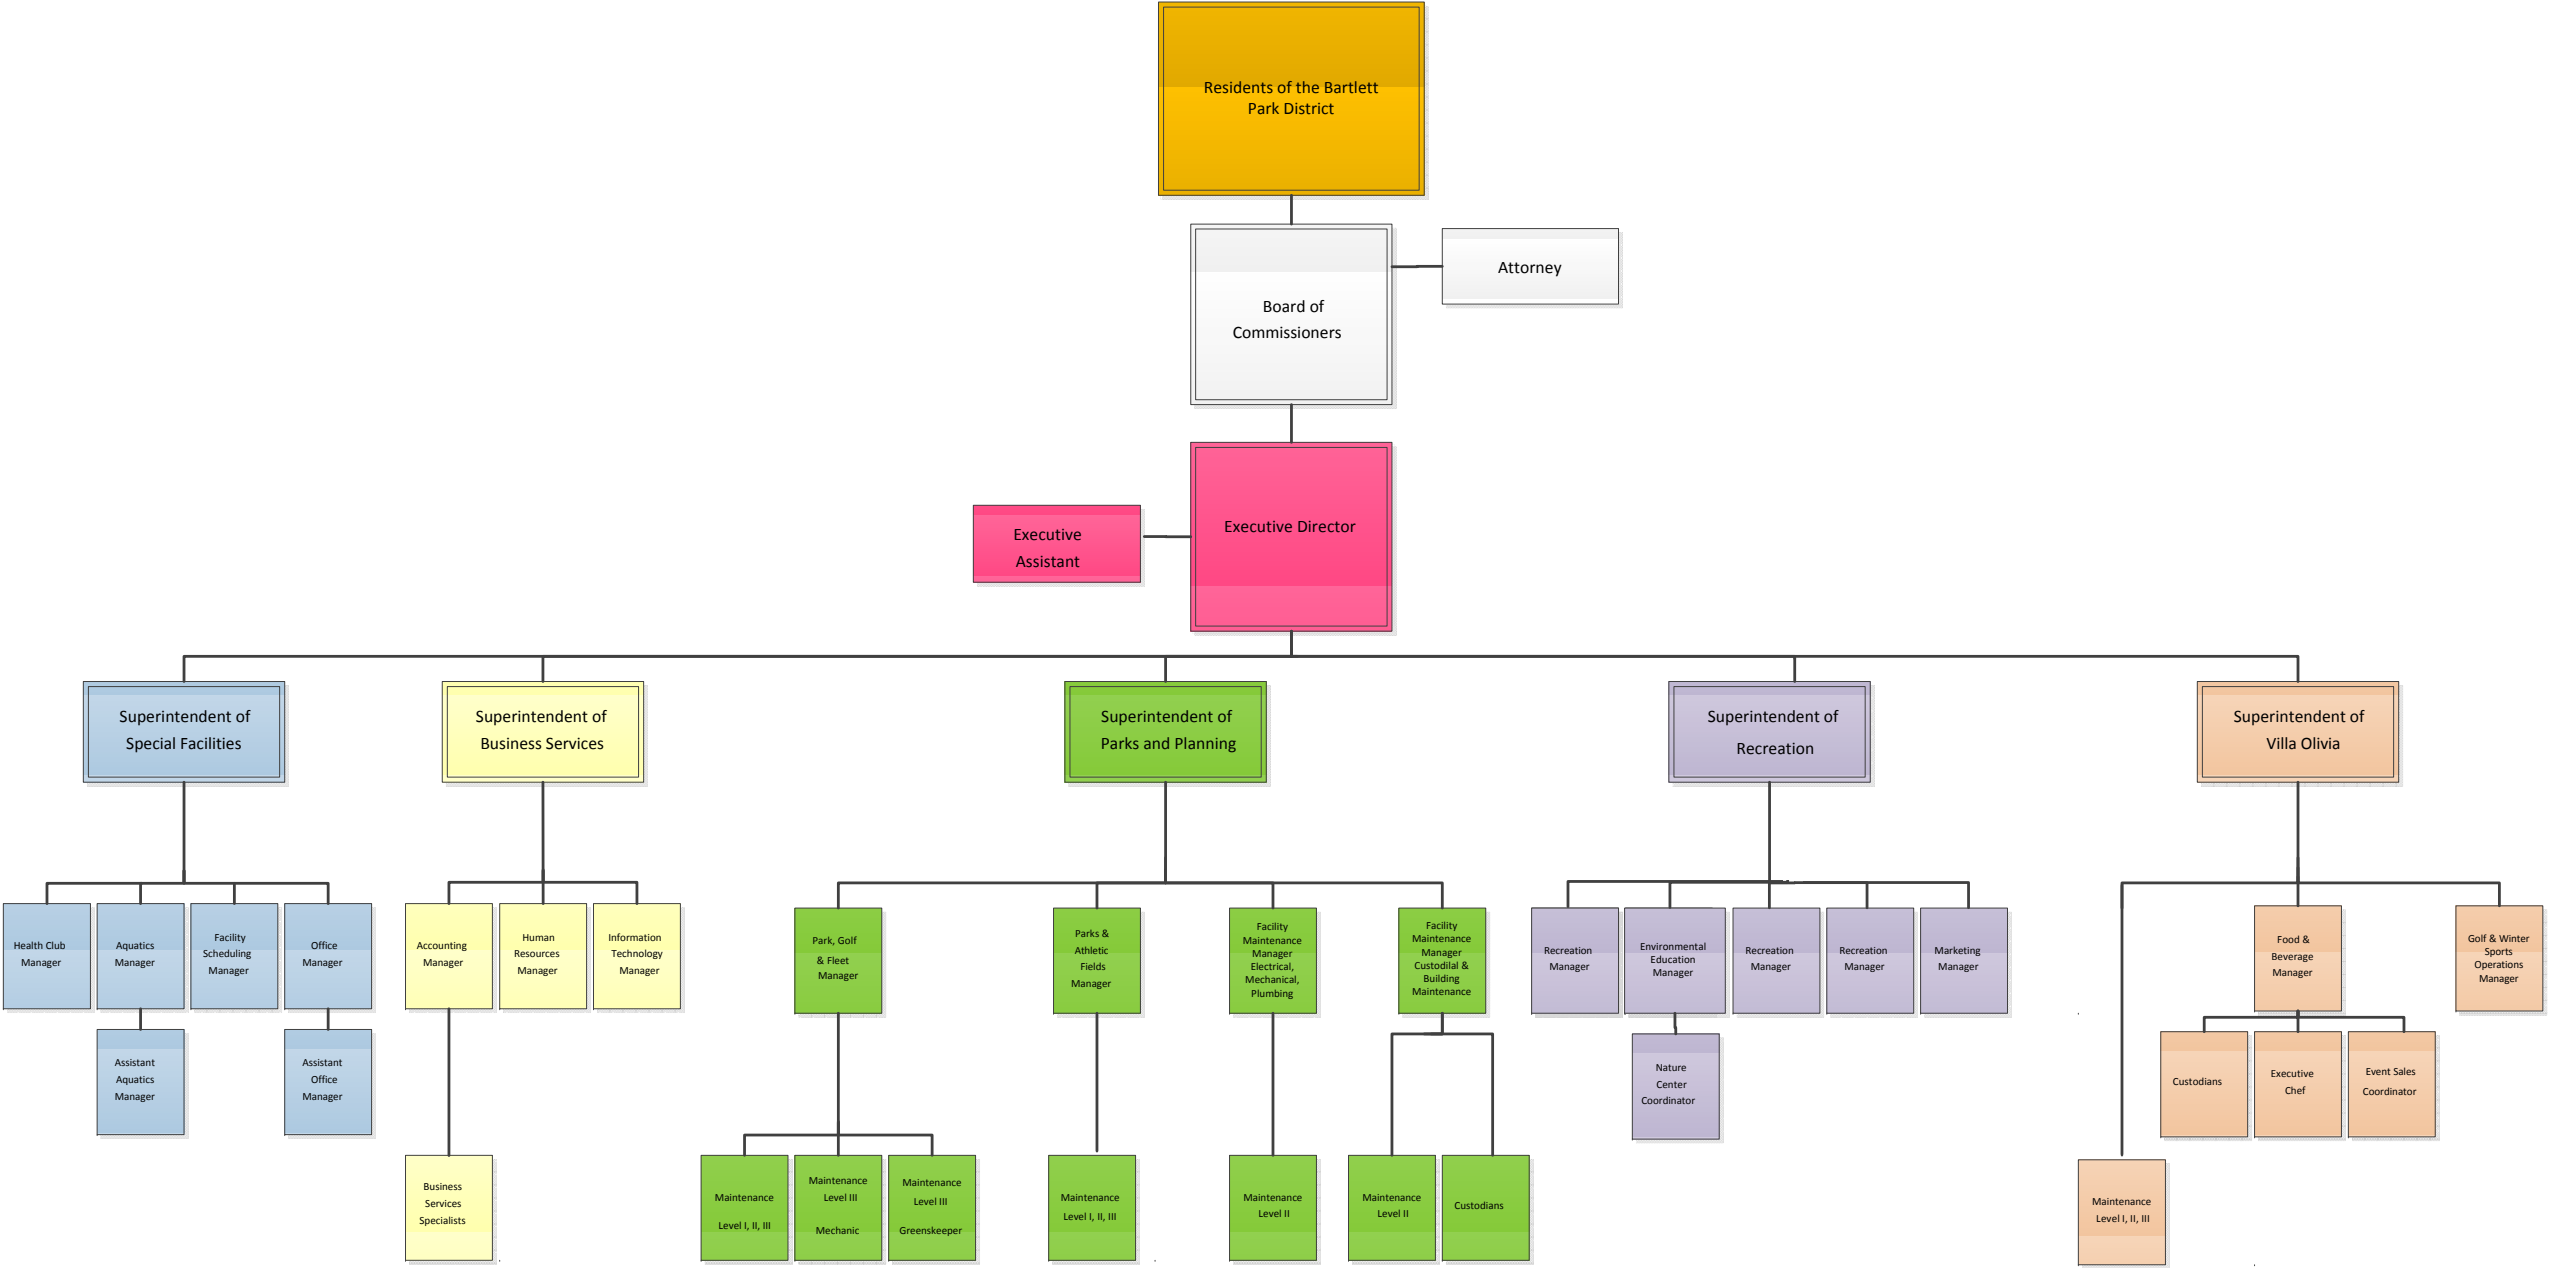 Residents of the Bartlett
Park District
Board of
Commissioners
Attorney
Executive Director
Executive
Assistant
Superintendent of
Special Facilities
Superintendent of
Business Services
Superintendent of
Parks and Planning
Superintendent of
Recreation
Superintendent of
Villa Olivia
Health Club
Manager
Aquatics
Manager
Facility
Scheduling
Manager
Office
Manager
Accounting
Manager
Human
Resources
Manager
Information
Technology
Manager
Park, Golf
& Fleet
Manager
Parks &
Athletic
Fields
Manager
Facility
Maintenance
Manager
Electrical,
Mechanical,
Plumbing
Facility
Maintenance
Manager
Custodilal &
Building
Maintenance
Recreation
Manager
Environmental
Education
Manager
Recreation
Manager
Recreation
Manager
Marketing
Manager
Food &
Beverage
Manager
Golf & Winter
Sports
Operations
Manager
Assistant
Aquatics
Manager
Assistant
Office
Manager
Nature
Center
Coordinator
Custodians
Executive
Chef
Event Sales
Coordinator
Business
Services
Specialists
Maintenance
Level I, II, III
Maintenance
Level III
Mechanic
Maintenance
Level III
Greenskeeper
Maintenance
Level I, II, III
Maintenance
Level II
Maintenance
Level II
Custodians
Maintenance
Level I, II, III